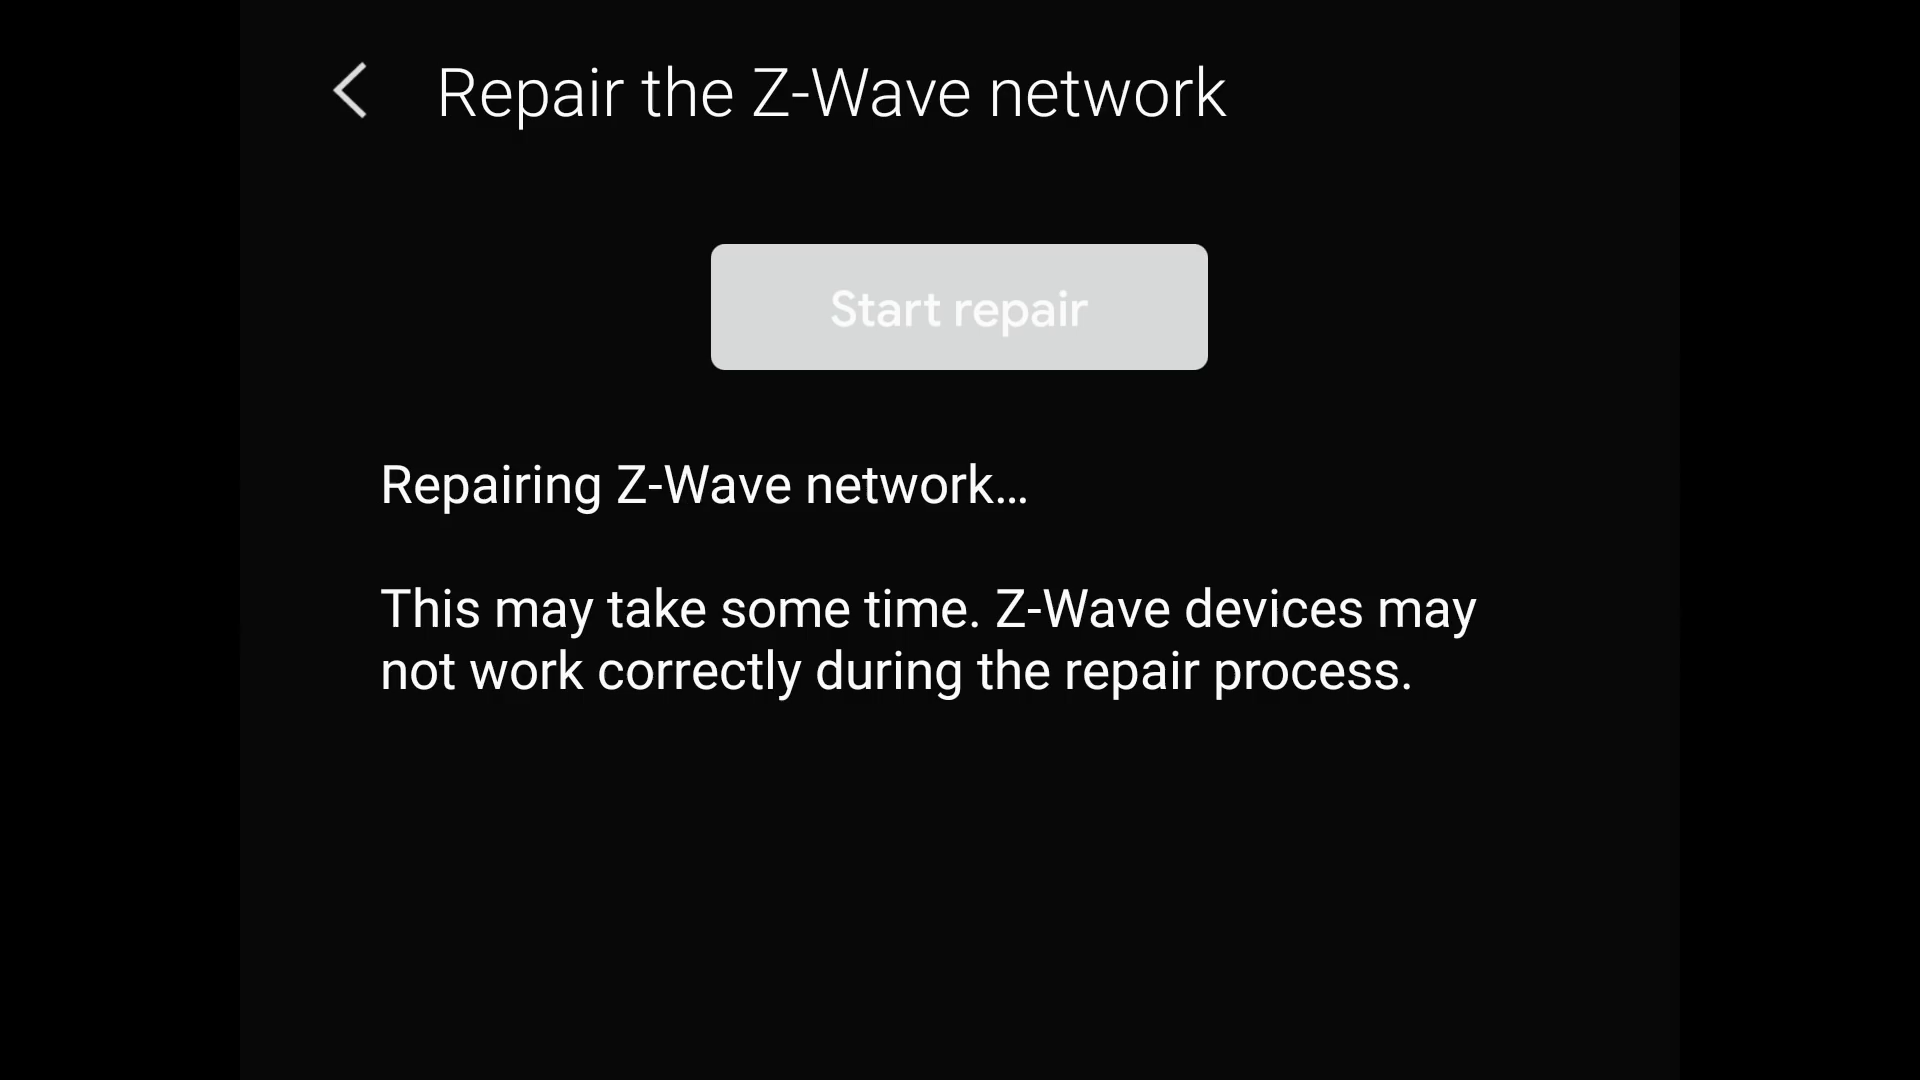 Repair the Z-Wave network
Start repair
Repairing Z-Wave network...
This may take some time. Z-Wave devices may
not work correctly during the repair process.